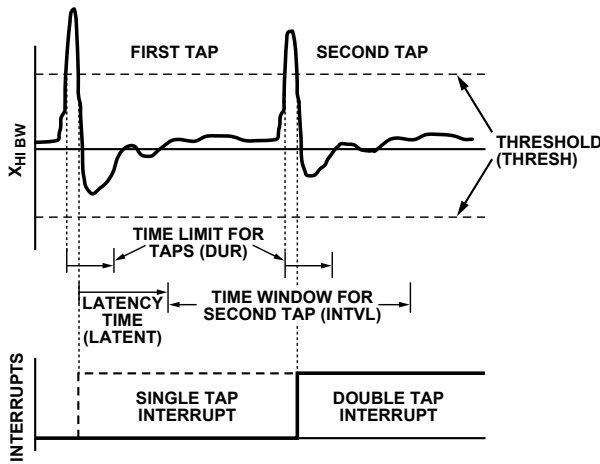 FIRST TAP
SECOND TAP
X HI BW
THRESHOLD
(THRESH)
TIME LIMIT FOR
TAPS (DUR)
LATENCY
TIME
(LATENT)
TIME WINDOW FOR
SECOND TAP (INTVL)
INTERRUPTS
SINGLE TAP
INTERRUPT
DOUBLE TAP
INTERRUPT